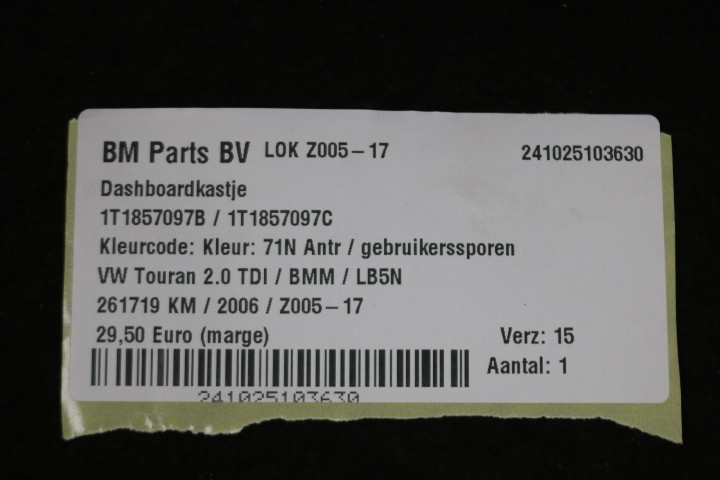 BM Parts BV LOK Z005-17 241025103630
Dashboardkastje
1T1857097B / 1T1857097C
Kleurcode: Kleur: 71N Antr / gebruikerssporen
VW Touran 2.0 TDI / BMM / LB5N
261719 KM / 2006 / Z005-17
29,50 Euro (marge) Verz: 15
Aantal: 1
241025103630